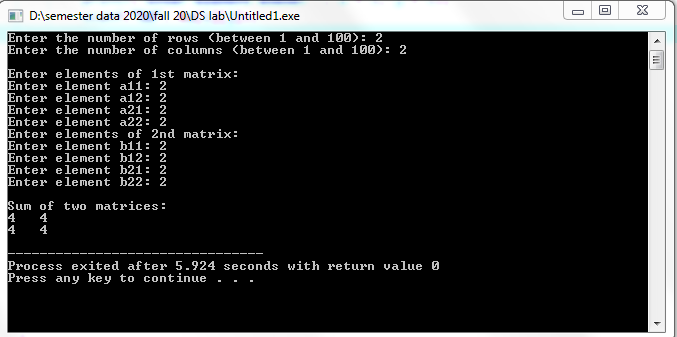 D:\semester data 2020\fall 20\DS lab\Untitled1.exe
Enter the number of rows (between 1 and 100): 2
Enter the number of columns (between 1 and 100): 2
Enter elements of 1st matrix:
Enter element a11: 2
Enter element a12: 2
Enter element a21: 2
Enter element a22: 2
Enter elements of 2nd matrix:
Enter element b11: 2
Enter element b12: 2
Enter element b21: 2
Enter element b22: 2
Sum of two matrices:
4   4
4   4
--------------------------------
Process exited after 5.924 seconds with return value 0
Press any key to continue . . .